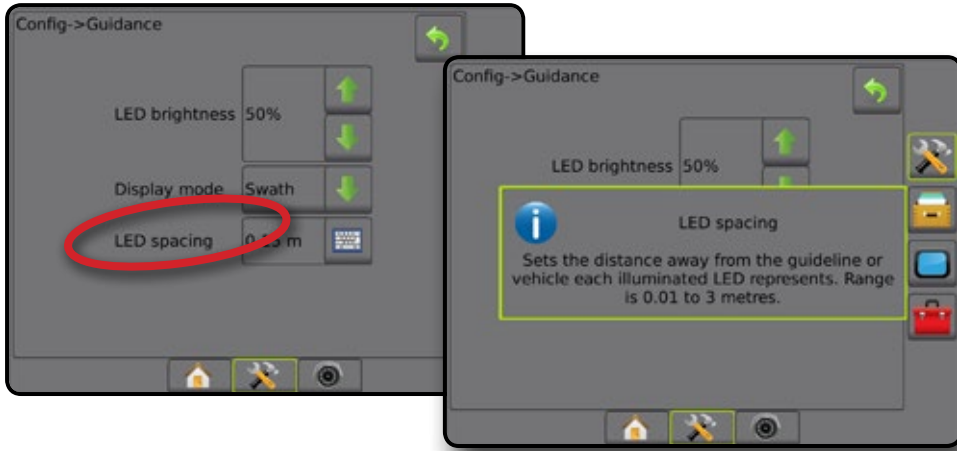 Config->Guidance
LED brightness 50%
Display mode Swath
LED spacing m
Config->Guidance
LED brightness 50%
LED spacing
Sets the distance away from the guideline or
vehicle each illuminated LED represents. Range
is 0.01 to 3 metres.